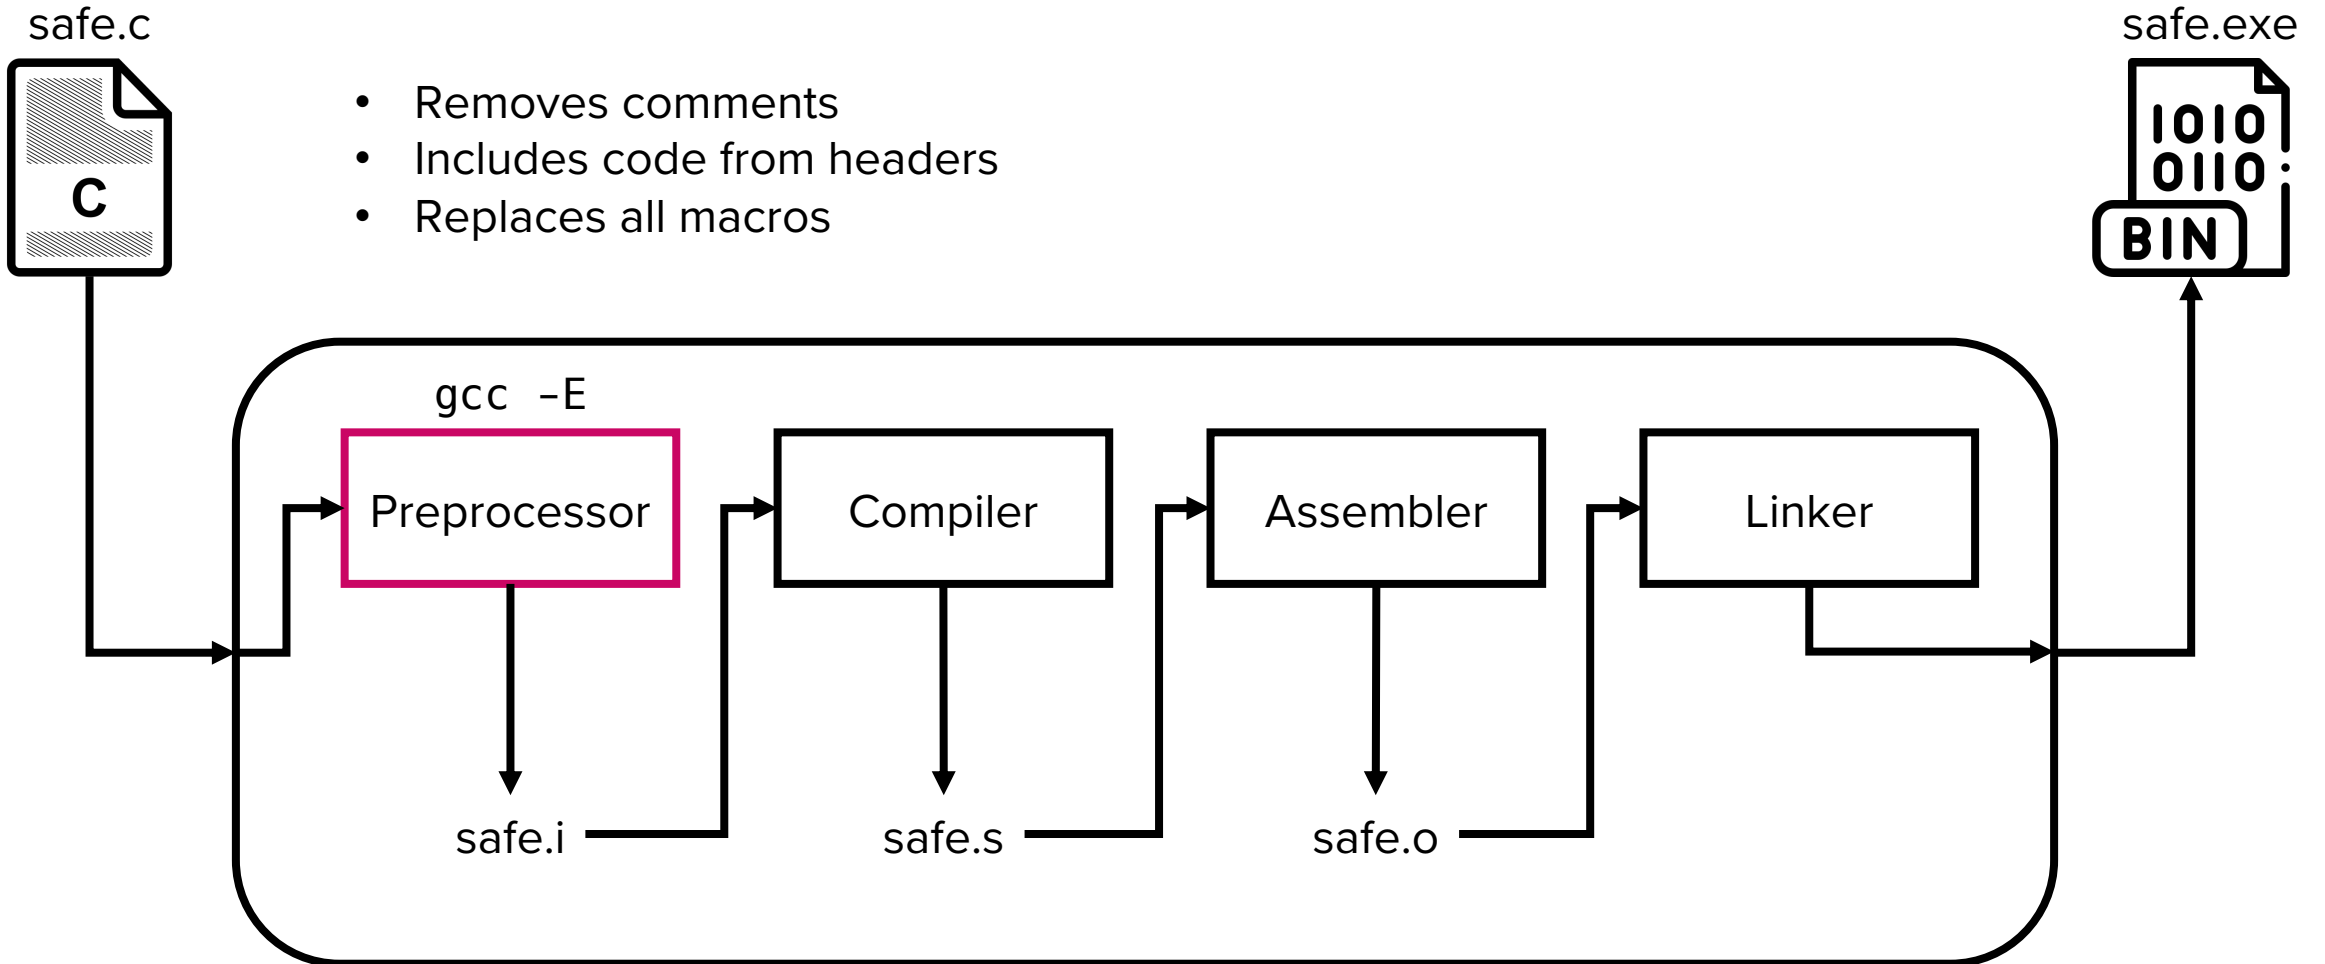 safe.c
safe.exe
C
• Removes comments
• Includes code from headers
• Replaces all macros
1010
0110
BIN
gcc -E
Preprocessor
Compiler
Assembler
Linker
safe.i
safe.s
safe.o